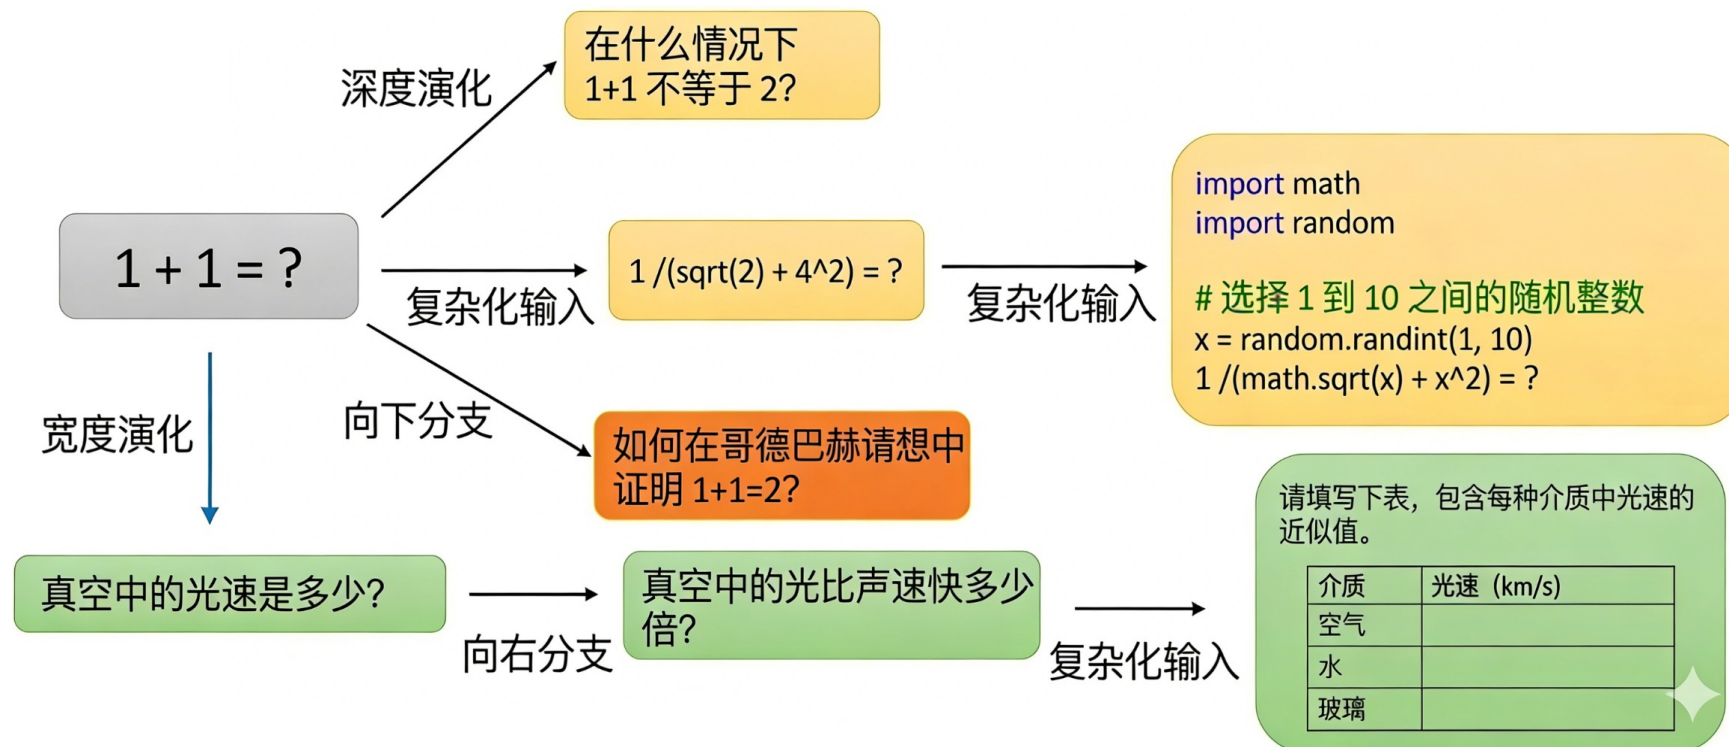 深度演化
在什么情况下
1+1 不等于 2?
1 + 1 = ?
复杂化输入
1 /(sqrt(2) + 4^2) = ?
复杂化输入
import math
import random
# 选择 1 到 10 之间的随机整数
x = random.randint(1, 10)
1 /(math.sqrt(x) + x^2) = ?
宽度演化
向下分支
如何在哥德巴赫请想中
证明 1+1=2?
真空中的光速是多少?
向右分支
真空中的光比声速快多少
倍?
复杂化输入
请填写下表，包含每种介质中光速的
近似值。
介质 光速 (km/s)
空气
水
玻璃